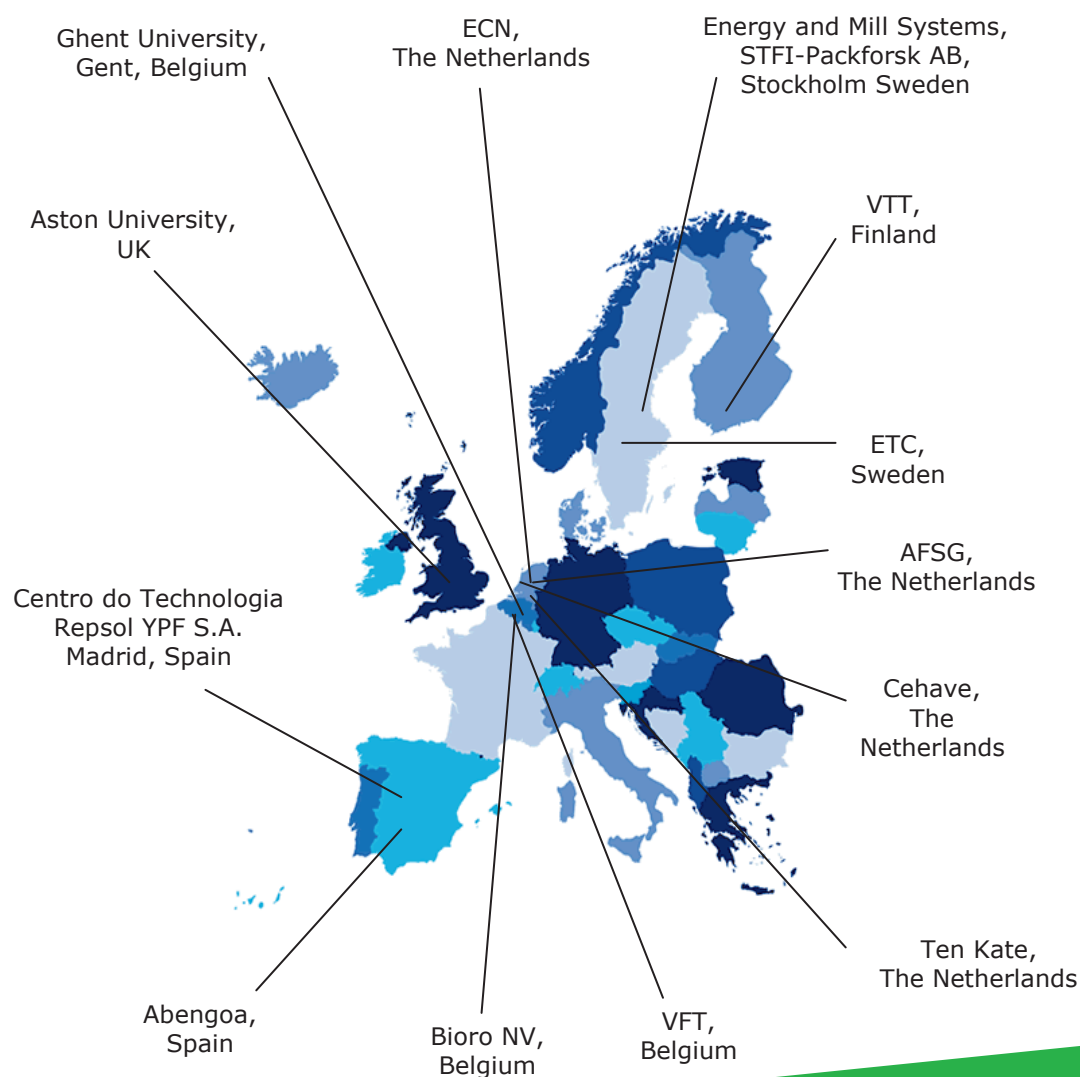 Ghent University,
Gent, Belgium
ECN,
The Netherlands
Energy and Mill Systems,
STFI-Packforsk AB,
Stockholm Sweden
Aston University,
UK
VTT,
Finland
ETC,
Sweden
AFSG,
The Netherlands
Centro do Technologia
Repsol YPF S.A.
Madrid, Spain
Cehave,
The
Netherlands
Ten Kate,
The Netherlands
Abengoa,
Spain
Bioro NV,
Belgium
VFT,
Belgium